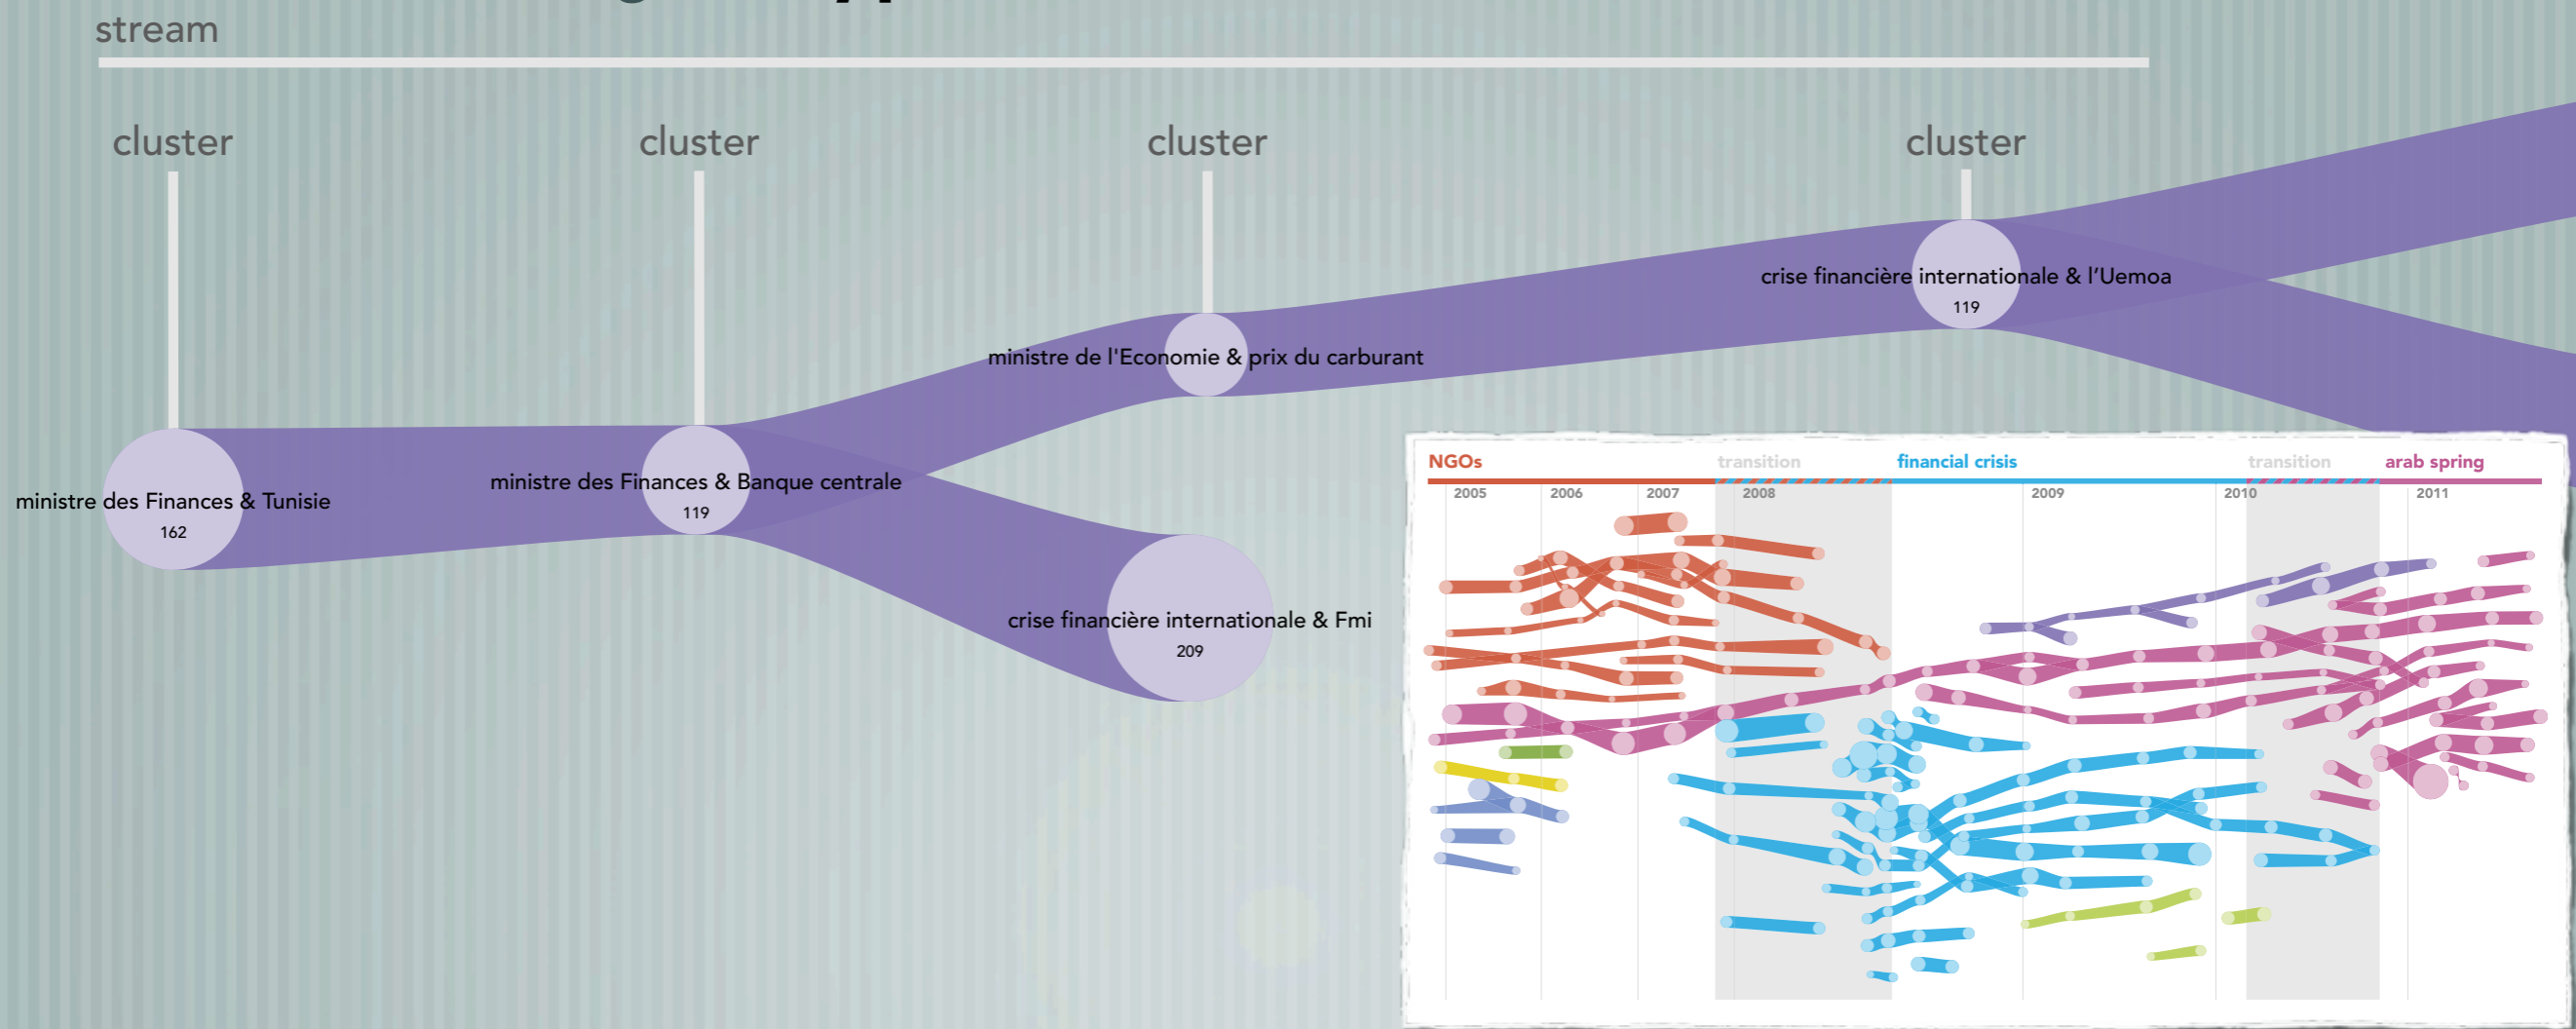 stream
cluster
cluster
cluster
cluster
crise financière internationale & l’Uemoa
119
ministre de l'Economie & prix du carburant
ministre des Finances & Banque centrale
119
ministre des Finances & Tunisie
162
crise financière internationale & Fmi
209
NGOs
transition
financial crisis
transition
arab spring
2005
2006
2007
2008
2009
2010
2011